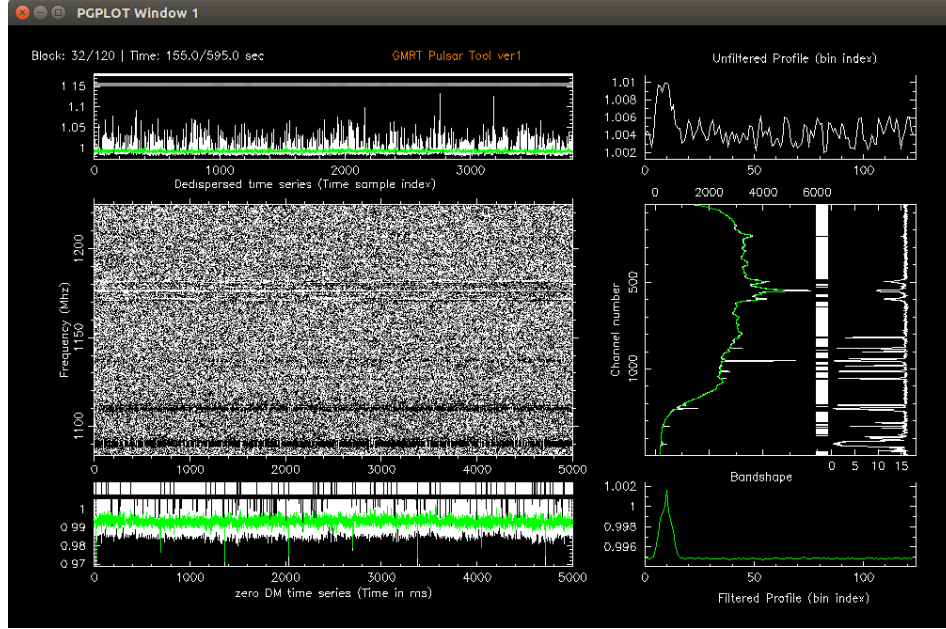 PGPLOT Window 1
Block: 32/120 | Time: 155.0/595.0 sec
GMRT Pulsar Tool ver1
Unfiltered Profile (bin index)
1.15
1.1
1.05
1
0 1000 2000 3000
Dedispersed time series (Time sample index)
1.01
1.008
1.006
1.004
1.002
0 50 100
Frequency (Mhz)
1200
1150
1100
0 1000 2000 3000 4000 5000
0 2000 4000 6000
Channel number
500
1000
0 5 10 15
Bandshape
1
0.99
0.98
0.97
0 1000 2000 3000 4000 5000
zero DM time series (Time in ms)
1.002
0.998
0.996
0 50 100
Filtered Profile (bin index)